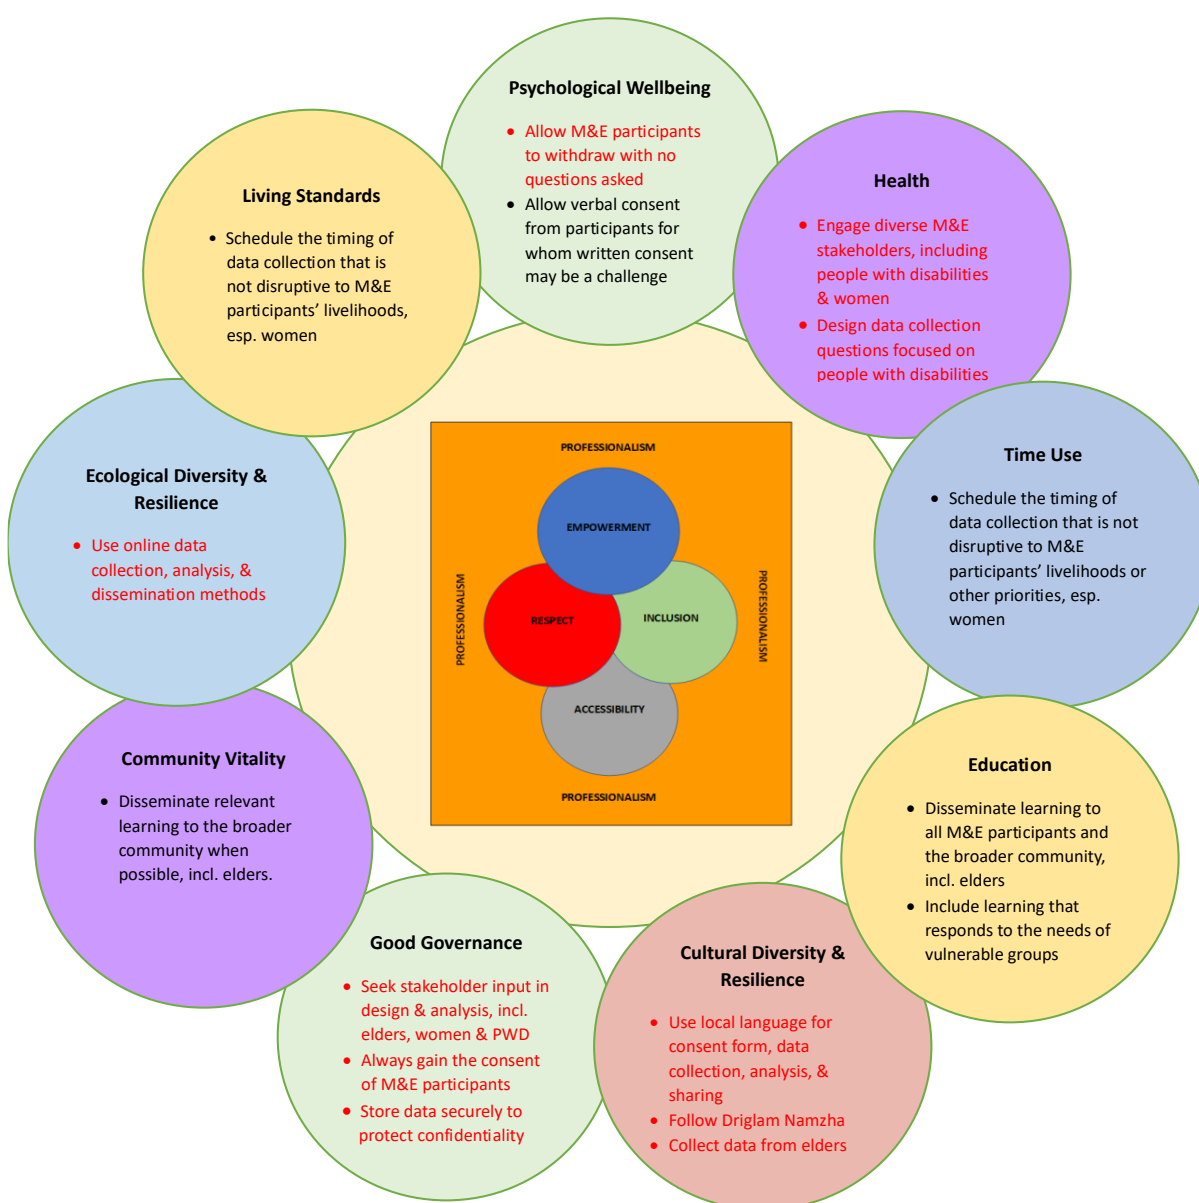 Psychological Wellbeing
• Allow M&E participants
to withdraw with no
questions asked
• Allow verbal consent
from participants for
whom written consent
may be a challenge
Health
• Engage diverse M&E
stakeholders, including
people with disabilities
& women
• Design data collection
questions focused on
people with disabilities
Time Use
• Schedule the timing of
data collection that is not
disruptive to M&E
participants’ livelihoods or
other priorities, esp.
women
Education
• Disseminate learning to
all M&E participants and
the broader community,
incl. elders
• Include learning that
responds to the needs of
vulnerable groups
Cultural Diversity &
Resilience
• Use local language for
consent form, data
collection, analysis, &
sharing
• Follow Driglam Namzha
• Collect data from elders
Good Governance
• Seek stakeholder input in
design & analysis, incl.
elders, women & PWD
• Always gain the consent
of M&E participants
• Store data securely to
protect confidentiality
Community Vitality
• Disseminate relevant
learning to the broader
community when
possible, incl. elders.
Ecological Diversity &
Resilience
• Use online data
collection, analysis, &
dissemination methods
Living Standards
• Schedule the timing of
data collection that is
not disruptive to M&E
participants’ livelihoods,
esp. women
PROFESSIONALISM
EMPOWERMENT
PROFESSIONALISM
RESPECT
INCLUSION
PROFESSIONALISM
ACCESSIBILITY
PROFESSIONALISM